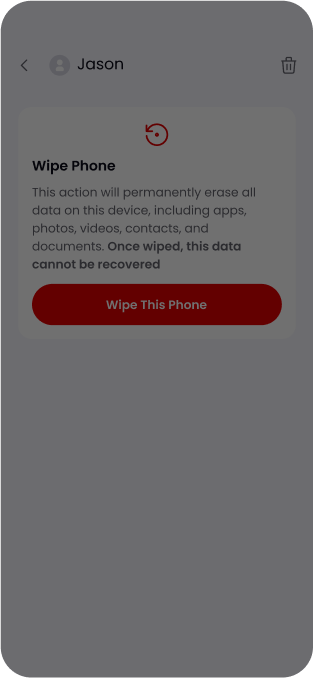 Jason
Wipe Phone
This action will permanently erase all
data on this device, including apps,
photos, videos, contacts, and
documents. Once wiped, this data
cannot be recovered
Wipe This Phone